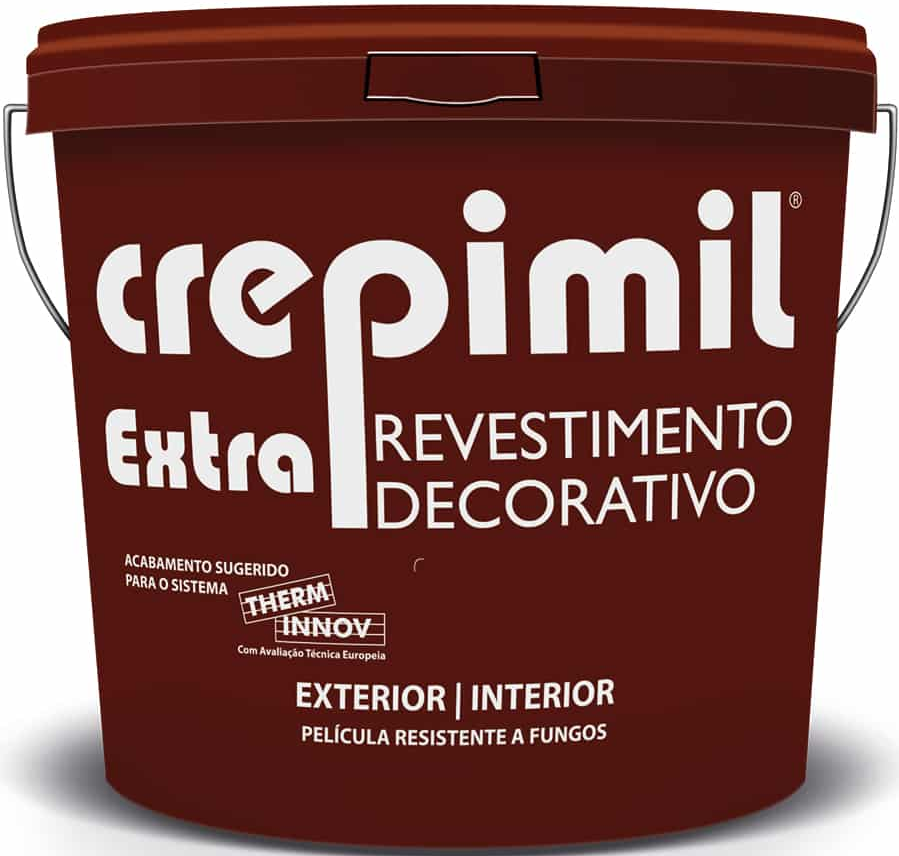 crepimil®
Extra
REVESTIMENTO
DECORATIVO
ACABAMENTO SUGERIDO
PARA O SISTEMA
THERM
INNOV
Com Avaliação Técnica Europeia
EXTERIOR | INTERIOR
PELÍCULA RESISTENTE A FUNGOS